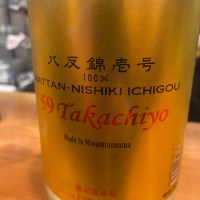 八反錦壱号
100%
HATTAN-NISHIKI ICHIGOU
59 Takachiyo
Made In Minamiuonuma